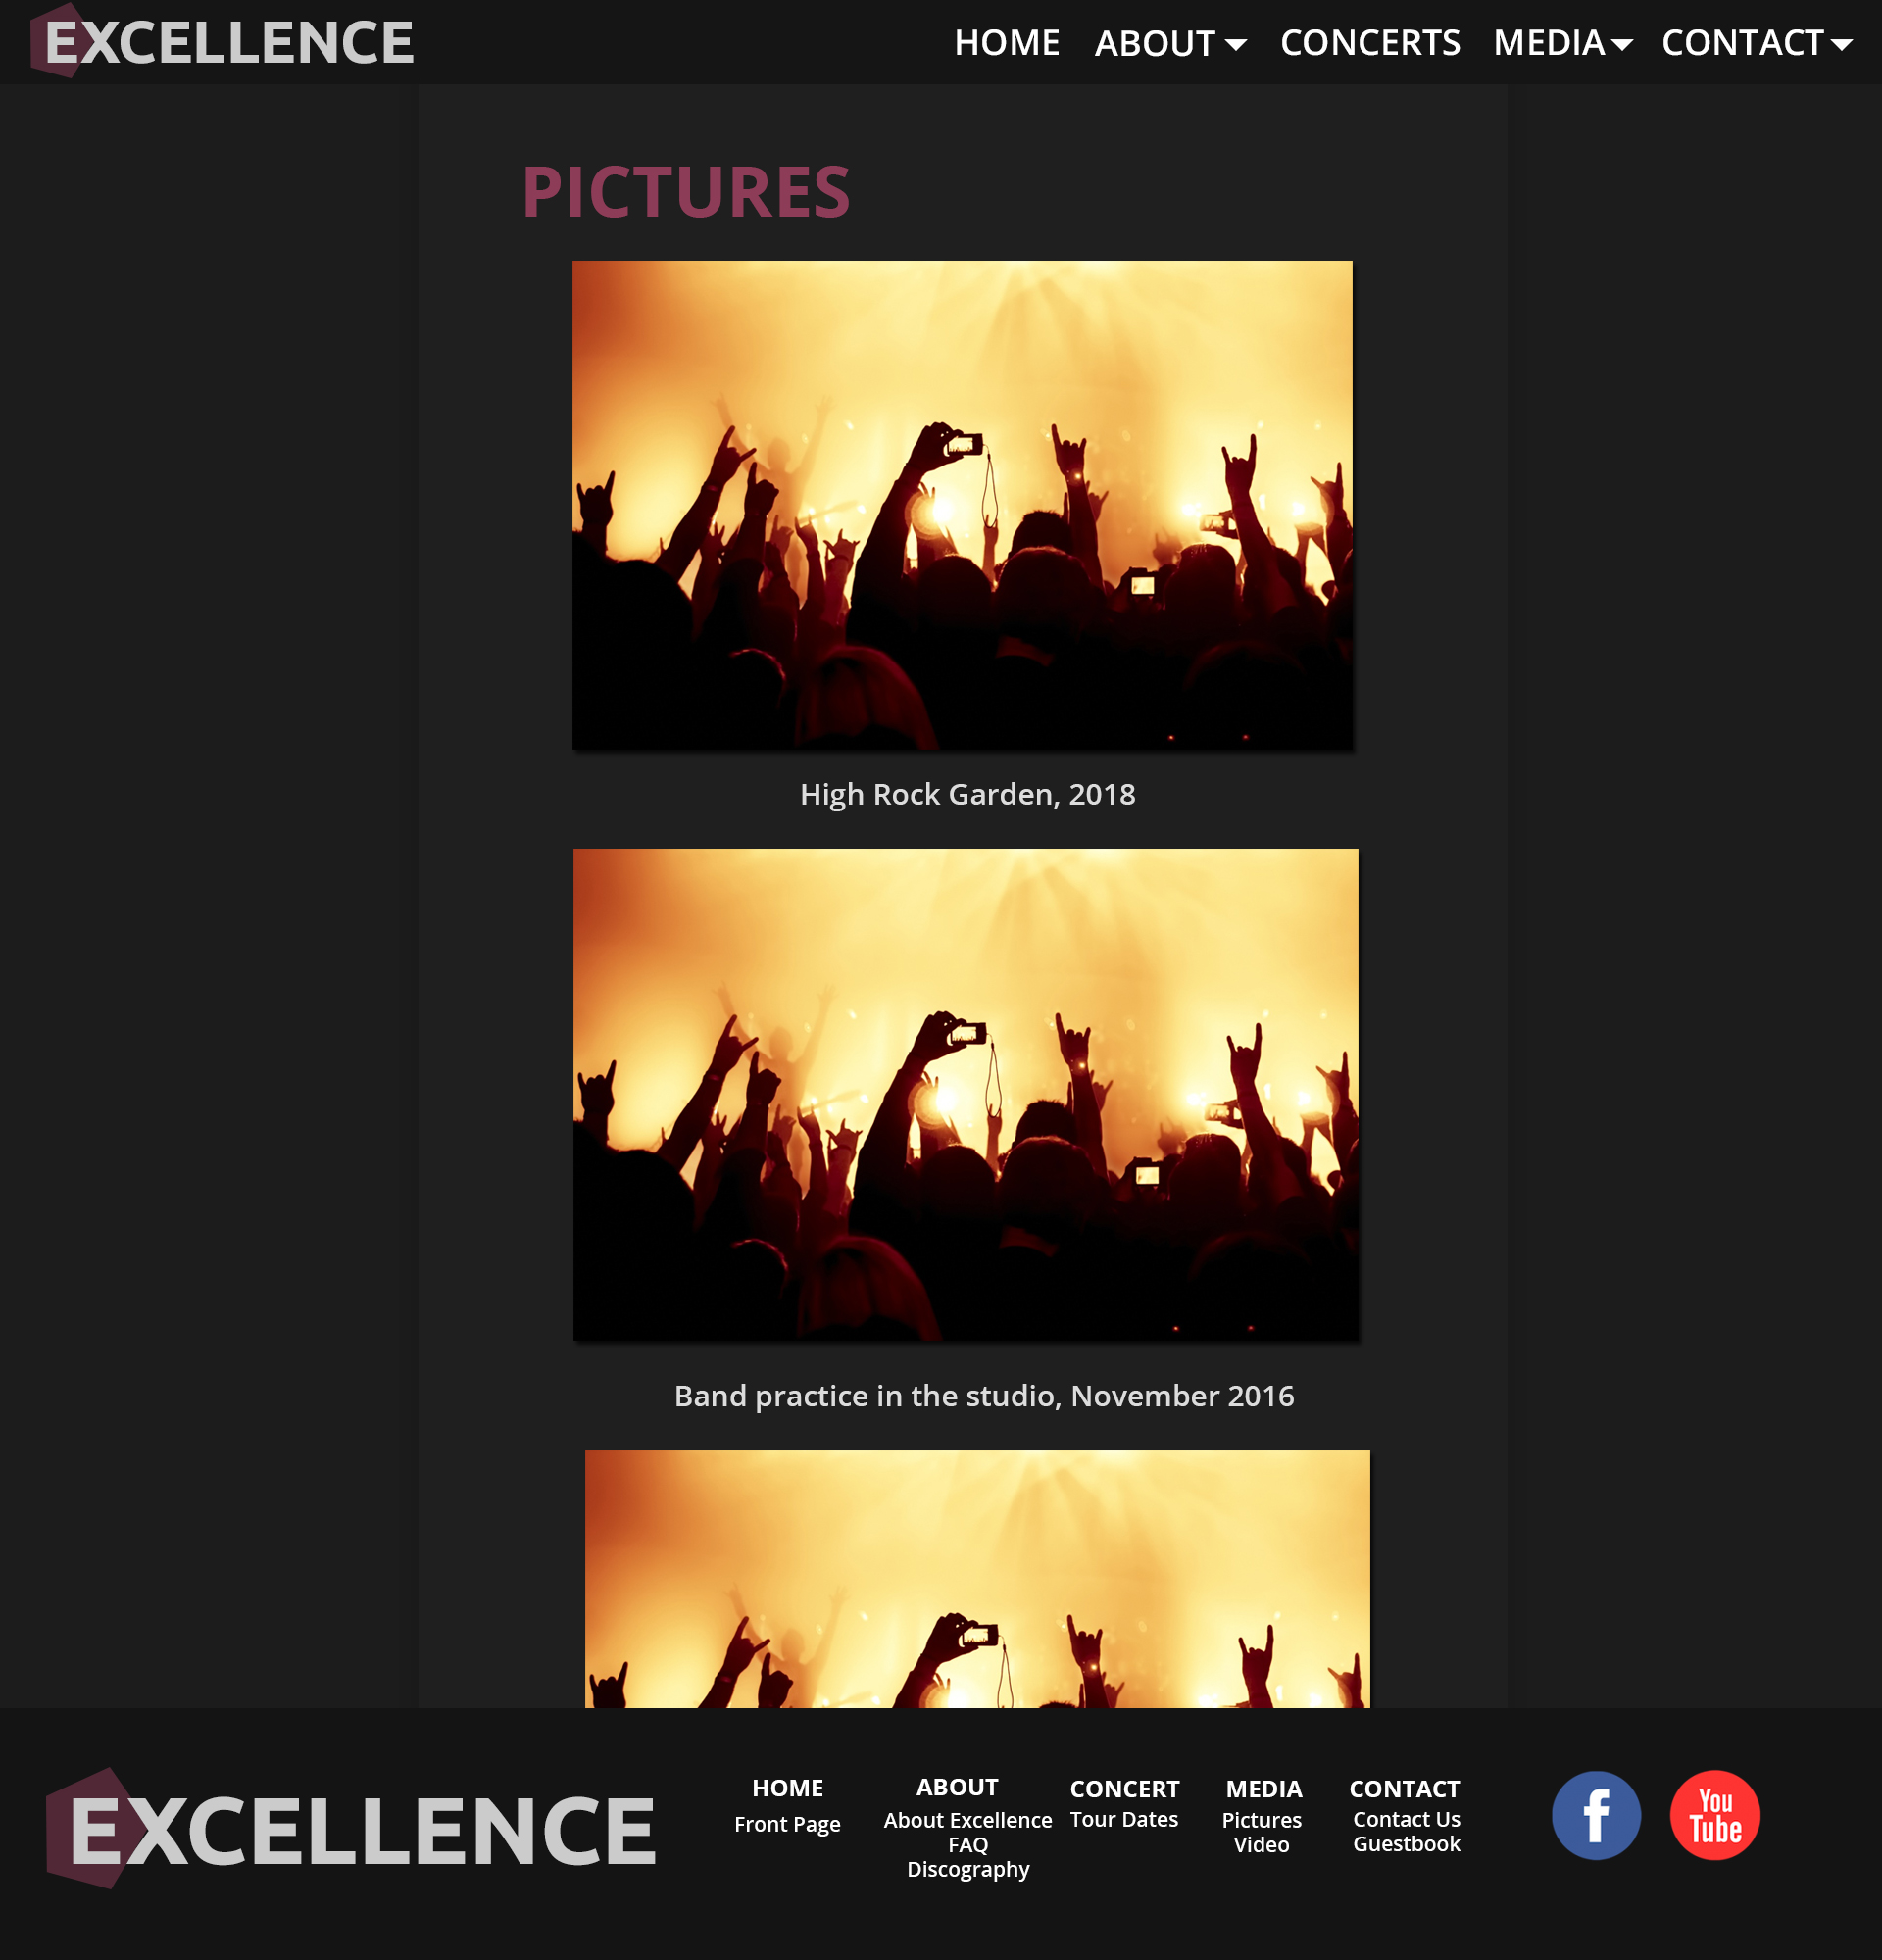 EXCELLENCE
HOME ABOUT CONCERTS MEDIA CONTACT
PICTURES
High Rock Garden, 2018
Band practice in the studio, November 2016
EXCELLENCE
HOME
Front Page
ABOUT
About Excellence
FAQ
Discography
CONCERT
Tour Dates
MEDIA
Pictures
Video
CONTACT
Contact Us
Guestbook
f
You
Tube